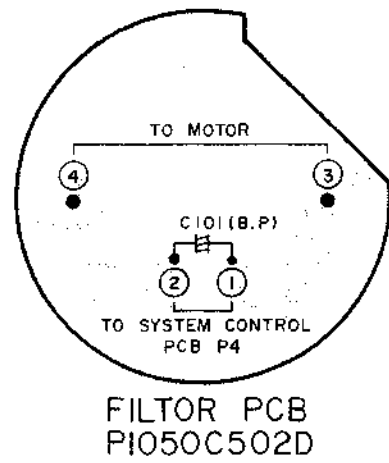 TO MOTOR
4
3
C101(B.P)
2
1
TO SYSTEM CONTROL
PCB P4
FILTOR PCB
P1050C502D